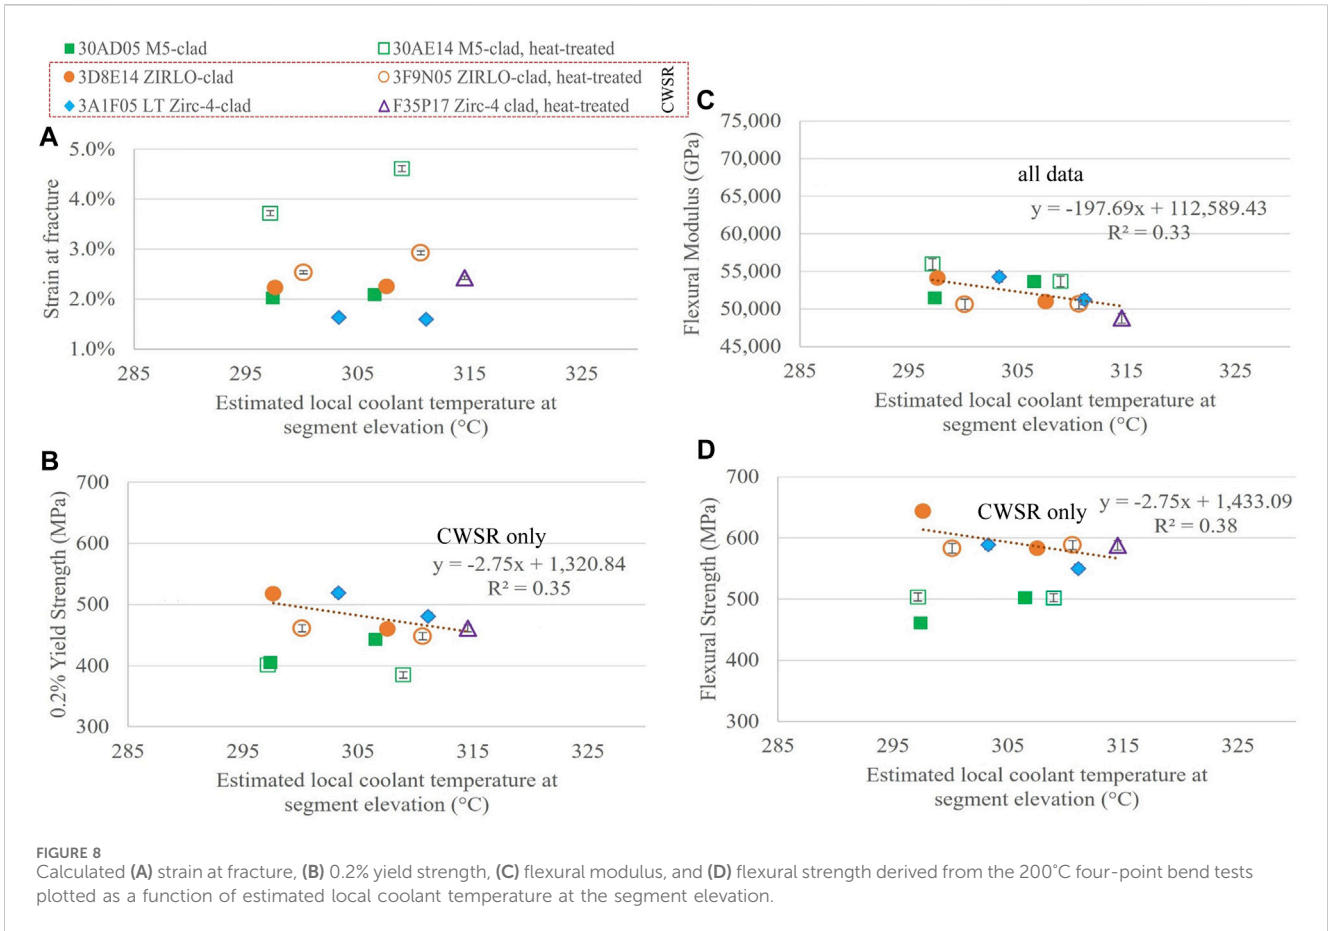 30AD05 M5-clad
30AE14 M5-clad, heat-treated
3D8E14 ZIRLO-clad
3F9N05 ZIRLO-clad, heat-treated
3A1F05 LT Zirc-4-clad
F35P17 Zirc-4 clad, heat-treated
CWSR
A
Strain at fracture
5.0%
4.0%
3.0%
2.0%
1.0%
285 295 305 315 325
Estimated local coolant temperature at
segment elevation (°C)
B
0.2% Yield Strength (MPa)
700
600
500
400
300
CWSR only
y = -2.75x + 1,320.84
R² = 0.35
285 295 305 315 325
Estimated local coolant temperature at
segment elevation (°C)
C
Flexural Modulus (GPa)
75,000
70,000
65,000
60,000
55,000
50,000
45,000
all data
y = -197.69x + 112,589.43
R² = 0.33
285 295 305 315 325
Estimated local coolant temperature at
segment elevation (°C)
D
Flexural Strength (MPa)
700
600
500
400
300
CWSR only
y = -2.75x + 1,433.09
R² = 0.38
285 295 305 315 325
Estimated local coolant temperature at
segment elevation (°C)
FIGURE 8
Calculated (A) strain at fracture, (B) 0.2% yield strength, (C) flexural modulus, and (D) flexural strength derived from the 200°C four-point bend tests
plotted as a function of estimated local coolant temperature at the segment elevation.